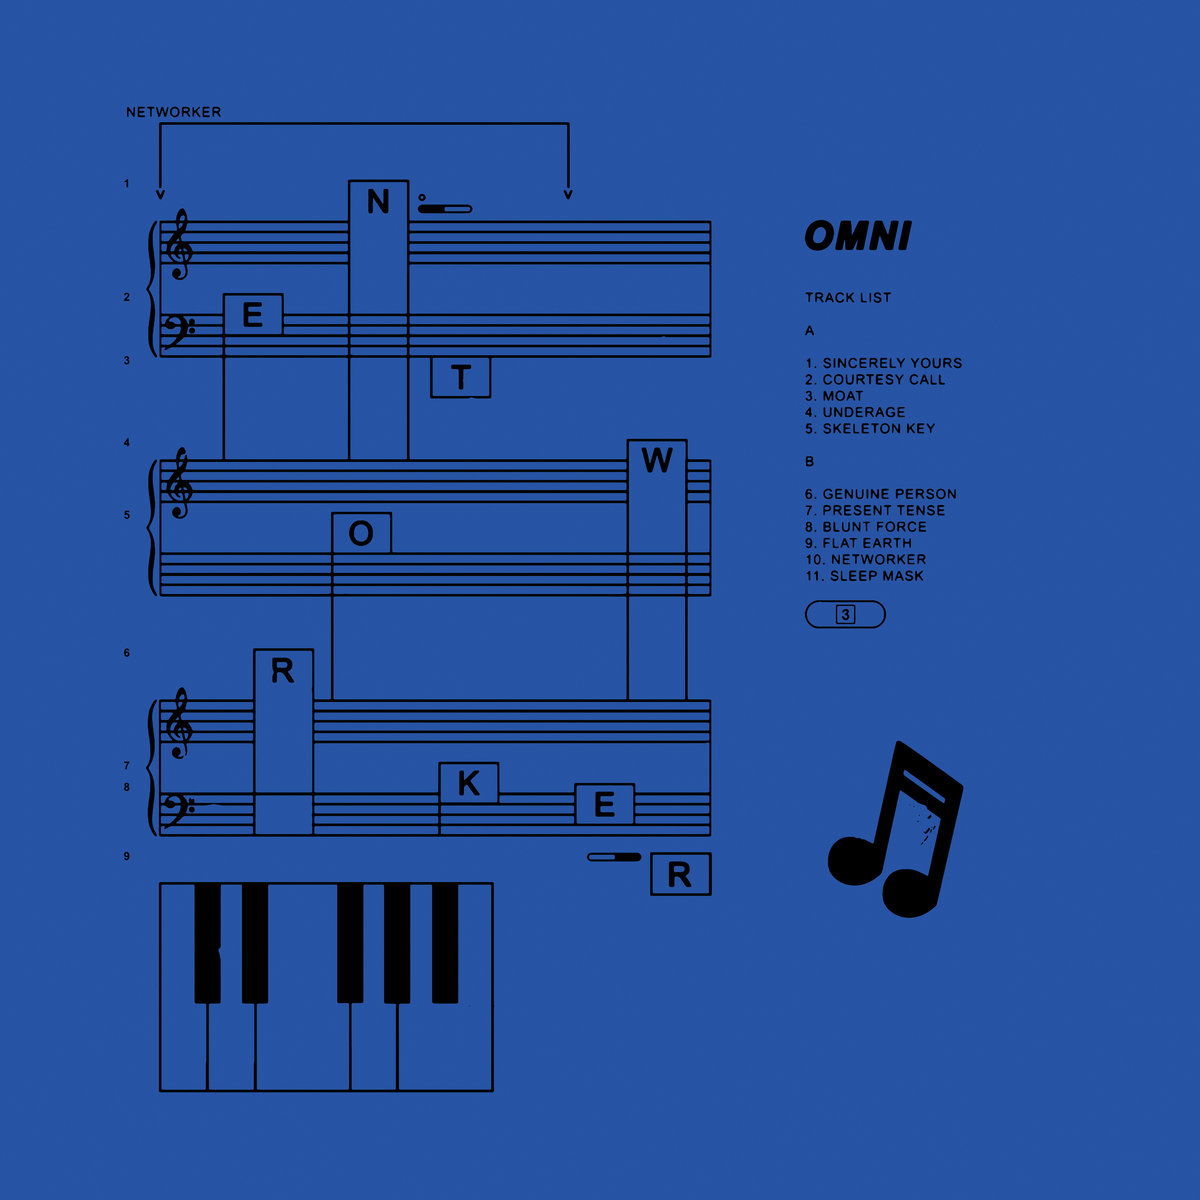 NETWORKER
1
N
2
E
3
T
4
W
5
O
6
R
7
K
8
E
9
R
OMNI
TRACK LIST
A
1. SINCERELY YOURS
2. COURTESY CALL
3. MOAT
4. UNDERAGE
5. SKELETON KEY
B
6. GENUINE PERSON
7. PRESENT TENSE
8. BLUNT FORCE
9. FLAT EARTH
10. NETWORKER
11. SLEEP MASK
3